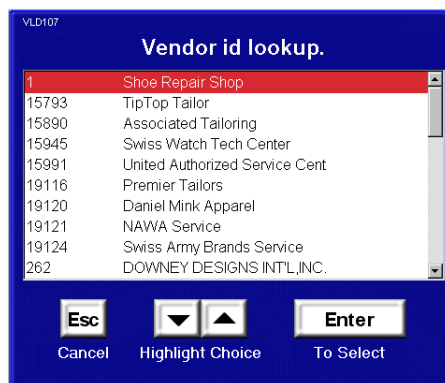 VLD107
Vendor id lookup.
1 Shoe Repair Shop
15793 TipTop Tailor
15890 Associated Tailoring
15945 Swiss Watch Tech Center
15991 United Authorized Service Cent
19116 Premier Tailors
19120 Daniel Mink Apparel
19121 NAWA Service
19124 Swiss Army Brands Service
262 DOWNEY DESIGNS INT'L,INC.
Esc Enter
Cancel Highlight Choice To Select